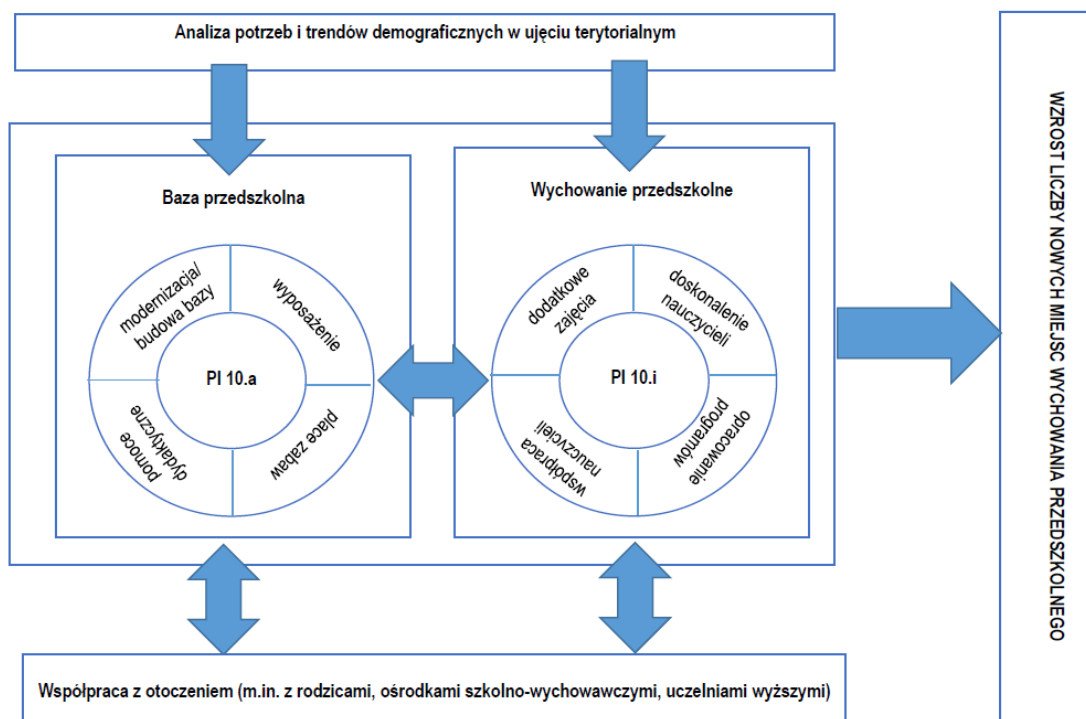 Analiza potrzeb i trendów demograficznych w ujęciu terytorialnym
Baza przedszkolna
modernizacja/
budowa bazy
wyposażenie
PI 10.a
pomoce
dydaktyczne
place zabaw
Wychowanie przedszkolne
dodatkowe
zajęcia
doskonalenie
nauczycieli
PI 10.i
współpraca
nauczycieli
opracowanie
programów
WZROST LICZBY NOWYCH MIEJSC WYCHOWANIA PRZEDSZKOLNEGO
Współpraca z otoczeniem (m.in. z rodzicami, ośrodkami szkolno-wychowawczymi, uczelniami wyższymi)